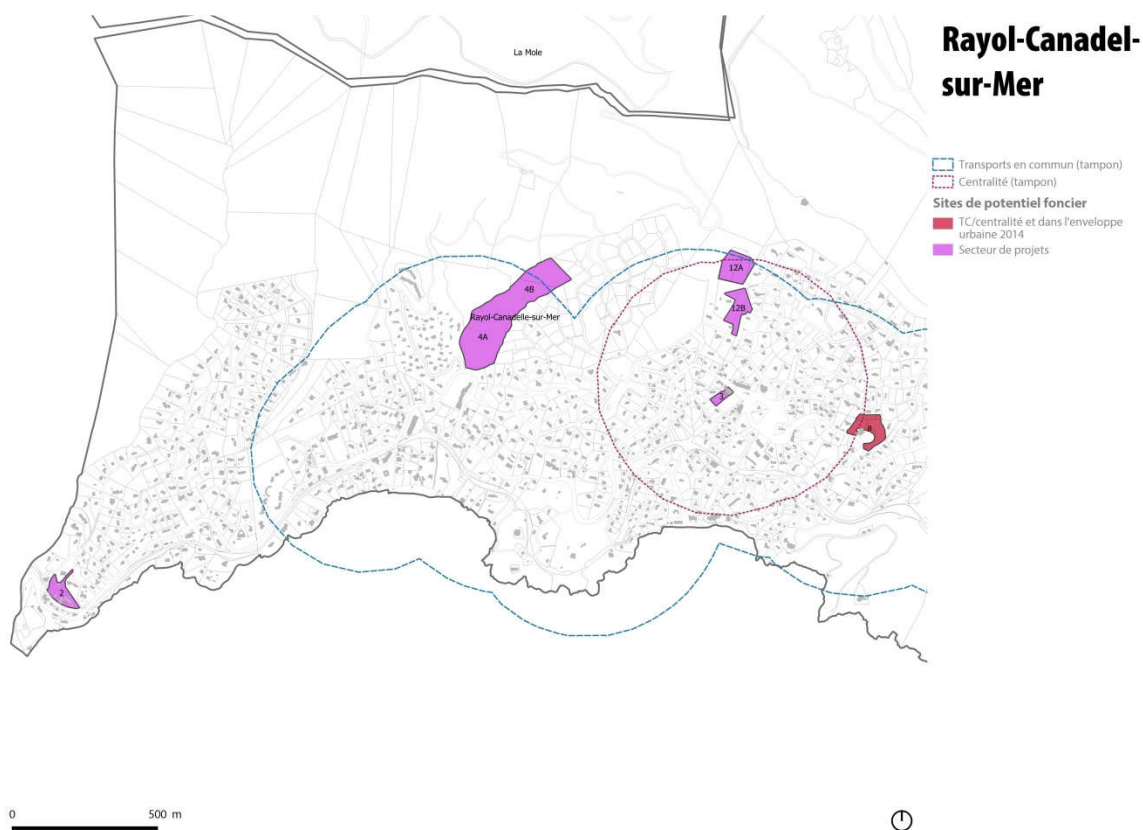 Rayol-Canadel-
sur-Mer
La Mole
Transports en commun (tampon)
Centralité (tampon)
Sites de potentiel foncier
TC/centralité et dans l'enveloppe
urbaine 2014
Secteur de projets
12A
4B
12B
Rayol-Canadelle-sur-Mer
4A
3
8
2
0 500 m